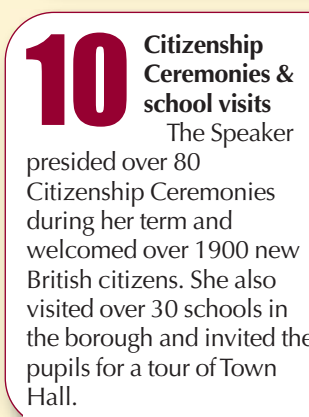 10
Citizenship
Ceremonies &
school visits
The Speaker
presided over 80
Citizenship Ceremonies
during her term and
welcomed over 1900 new
British citizens. She also
visited over 30 schools in
the borough and invited the
pupils for a tour of Town
Hall.